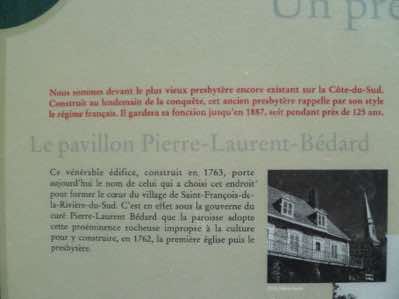 Un pré
Nous sommes devant le plus vieux presbytère encore existant sur la Côte-du-Sud.
Construit au lendemain de la conquête, cet ancien presbytère rappelle par son style
le régime français. Il gardera sa fonction jusqu'en 1887, soit pendant près de 125 ans.
Le pavillon Pierre-Laurent-Bédard
Ce vénérable édifice, construit en 1763, porte
aujourd'hui le nom de celui qui a choisi cet endroit
pour former le cœur du village de Saint-François-de-
la-Rivière-du-Sud. C'est en effet sous la gouverne du
curé Pierre-Laurent Bédard que la paroisse adopte
cette proéminence rocheuse impropre à la culture
pour y construire, en 1762, la première église puis le
presbytère.